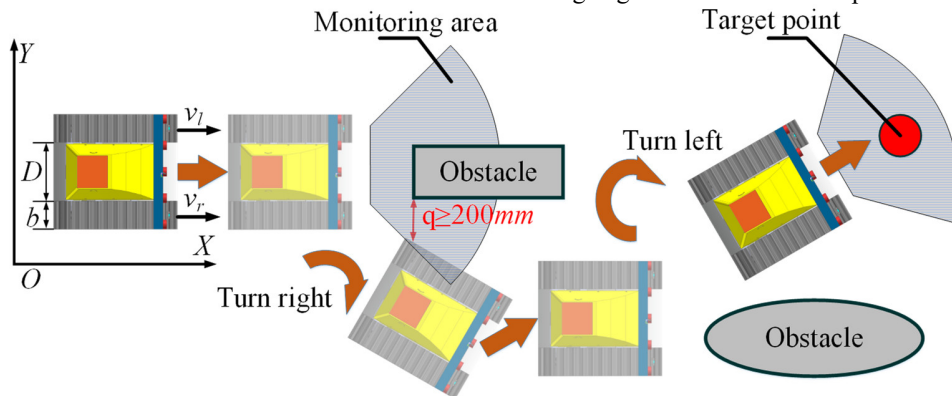 Monitoring area
Target point
Y
v_l
D
b
v_r
X
O
Obstacle
q≥200mm
Turn left
Turn right
Obstacle